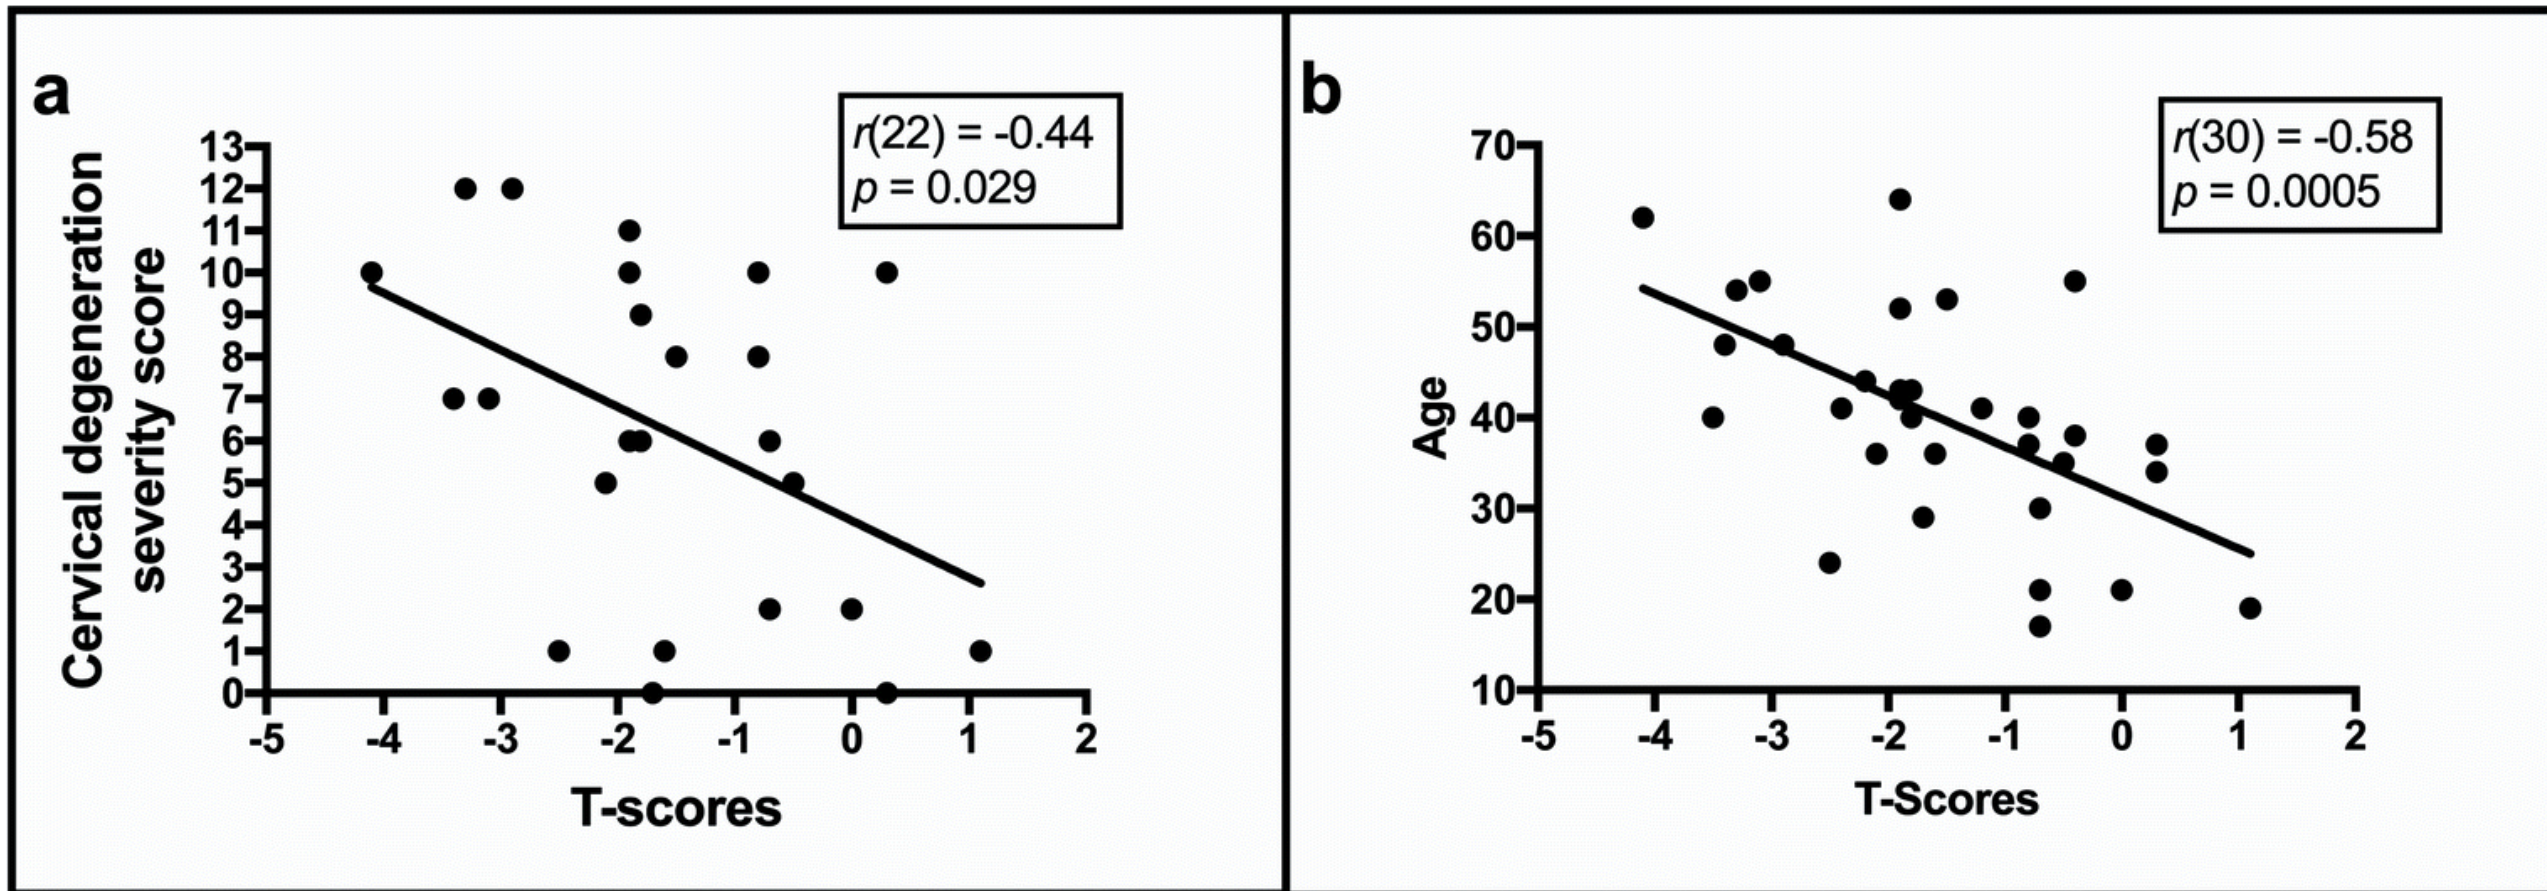 a
r(22) = -0.44
p = 0.029
Cervical degeneration
severity score
13
12
11
10
9
8
7
6
5
4
3
2
1
0
-5 -4 -3 -2 -1 0 1 2
T-scores
b
r(30) = -0.58
p = 0.0005
Age
70
60
50
40
30
20
10
-5 -4 -3 -2 -1 0 1 2
T-Scores